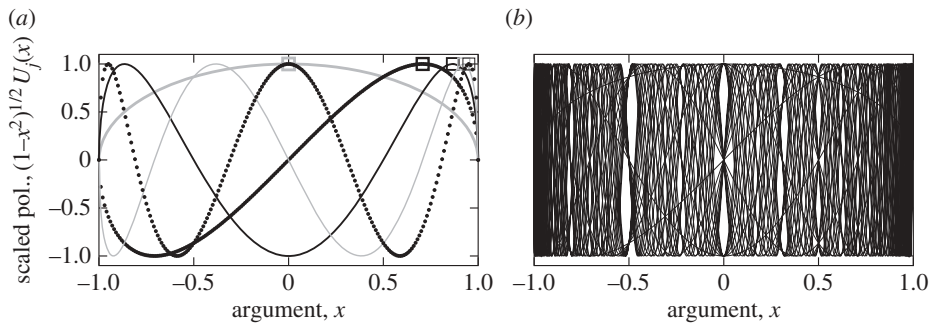 (a)
(b)
scaled pol., (1–x²)^{1/2} U_j(x)
1.0
0.5
0
–0.5
–1.0
–1.0 –0.5 0 0.5 1.0
–1.0 –0.5 0 0.5 1.0
argument, x
argument, x